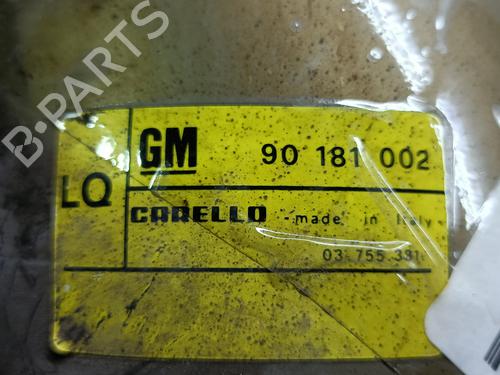 B-PARTS
GM 90 181 002
LQ
CARELLO made in Italy
03.755.331